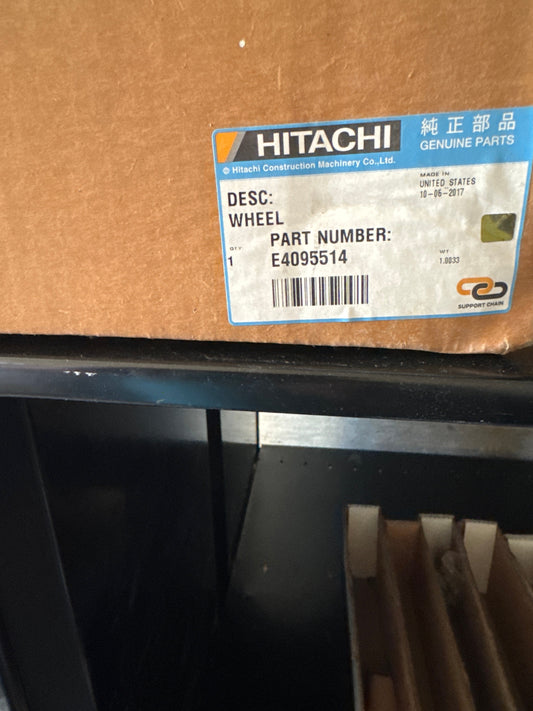 HITACHI
純正部品
GENUINE PARTS
© Hitachi Construction Machinery Co.,Ltd.
MADE IN
UNITED STATES
10-06-2017
DESC:
WHEEL
PART NUMBER:
QTY
1
E4095514
WT
1.0033
SUPPORT CHAIN